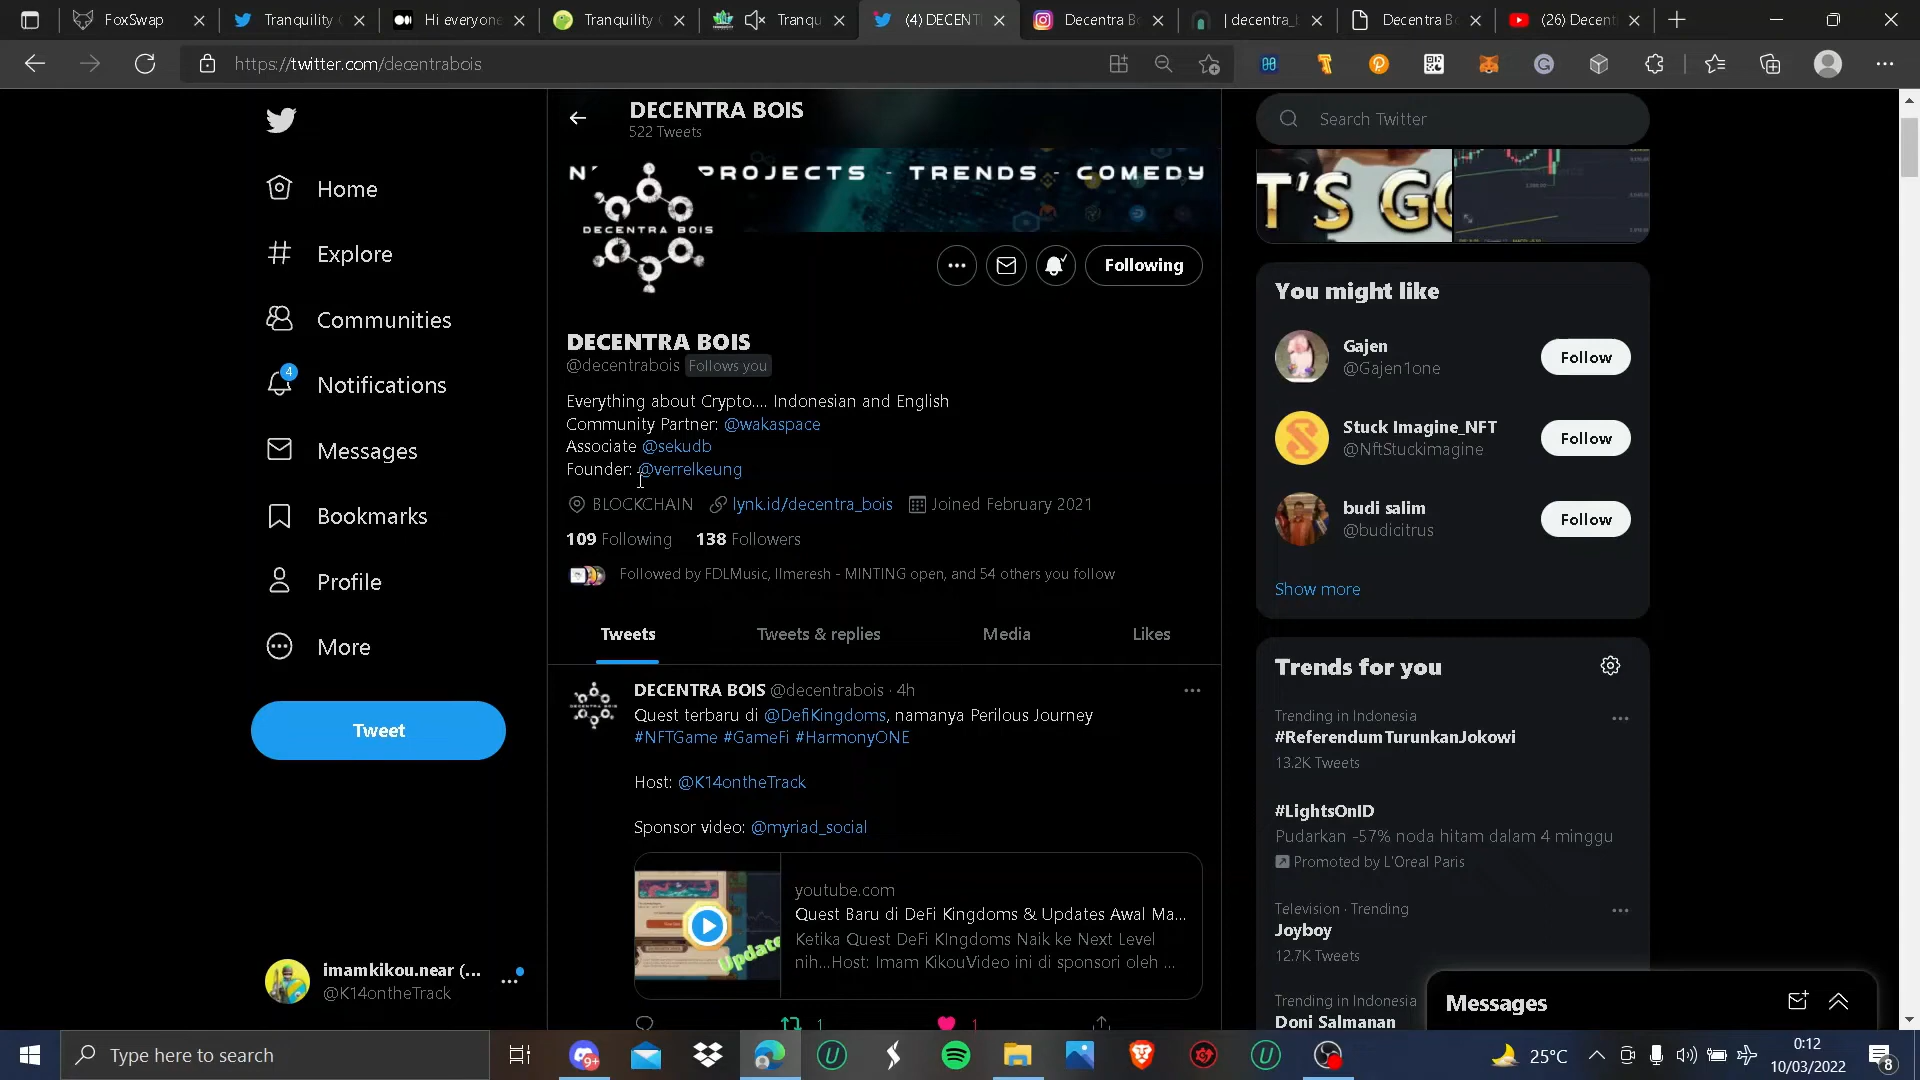 FoxSwap
Tranquility
Hi everyone
Tranquility
Tranqu
(4) DECENT
Decentra B
| decentra_
Decentra B
(26) Decent
https://twitter.com/decentrabois
DECENTRA BOIS
522 Tweets
PROJECTS - TRENDS - COMEDY
DECENTRA BOIS
Following
DECENTRA BOIS
@decentrabois Follows you
Everything about Crypto.... Indonesian and English
Community Partner: @wakaspace
Associate @sekudb
Founder: @verrelkeung
BLOCKCHAIN lynk.id/decentra_bois Joined February 2021
109 Following 138 Followers
Followed by FDLMusic, Ilmeresh - MINTING open, and 54 others you follow
Tweets Tweets & replies Media Likes
DECENTRA BOIS @decentrabois · 4h
Quest terbaru di @DefiKingdoms, namanya Perilous Journey
#NFTGame #GameFi #HarmonyONE
Host: @K14ontheTrack
Sponsor video: @myriad_social
Update
youtube.com
Quest Baru di DeFi Kingdoms & Updates Awal Ma...
Ketika Quest DeFi KIngdoms Naik ke Next Level
nih...Host: Imam KikouVideo ini di sponsori oleh ...
1
1
Home
Explore
Communities
4
Notifications
Messages
Bookmarks
Profile
More
Tweet
imamkikou.near (...
@K14ontheTrack
Search Twitter
T'S GO
You might like
Gajen
@Gajen1one
Follow
Stuck Imagine_NFT
@NftStuckimagine
Follow
budi salim
@budicitrus
Follow
Show more
Trends for you
Trending in Indonesia
#ReferendumTurunkanJokowi
13.2K Tweets
#LightsOnID
Pudarkan -57% noda hitam dalam 4 minggu
Promoted by L'Oreal Paris
Television · Trending
Joyboy
12.7K Tweets
Trending in Indonesia
Doni Salmanan
Messages
Type here to search
9+
25°C
0:12
10/03/2022
8